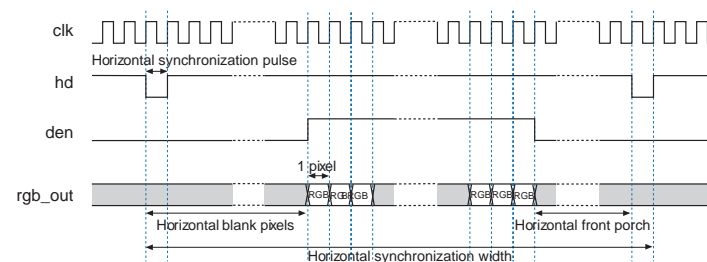 clk
Horizontal synchronization pulse
hd
den
1 pixel
rgb_out
RGB RGB RGB RGB RGB RGB
Horizontal blank pixels
Horizontal front porch
Horizontal synchronization width